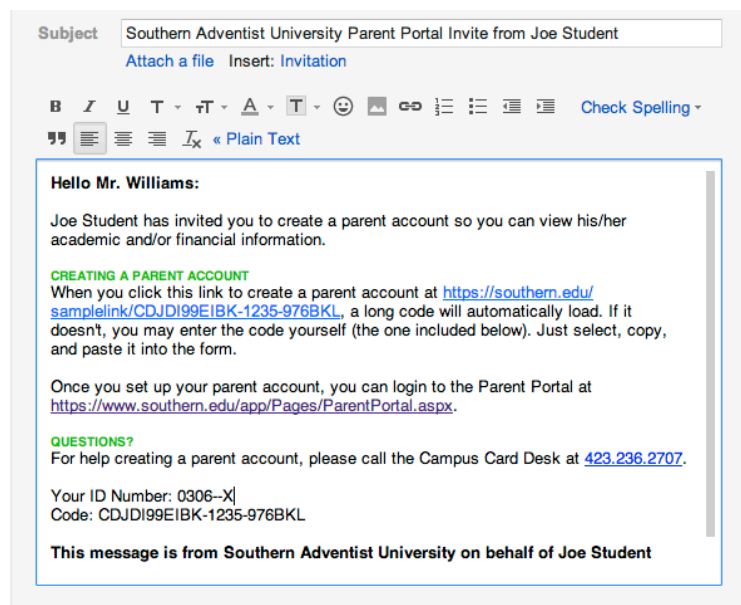 Subject Southern Adventist University Parent Portal Invite from Joe Student
Attach a file Insert: Invitation
B I U T T A T Check Spelling
Tx « Plain Text
Hello Mr. Williams:
Joe Student has invited you to create a parent account so you can view his/her
academic and/or financial information.
CREATING A PARENT ACCOUNT
When you click this link to create a parent account at https://southern.edu/
samplelink/CDJDI99EIBK-1235-976BKL, a long code will automatically load. If it
doesn't, you may enter the code yourself (the one included below). Just select, copy,
and paste it into the form.
Once you set up your parent account, you can login to the Parent Portal at
https://www.southern.edu/app/Pages/ParentPortal.aspx.
QUESTIONS?
For help creating a parent account, please call the Campus Card Desk at 423.236.2707.
Your ID Number: 0306--X
Code: CDJDI99EIBK-1235-976BKL
This message is from Southern Adventist University on behalf of Joe Student